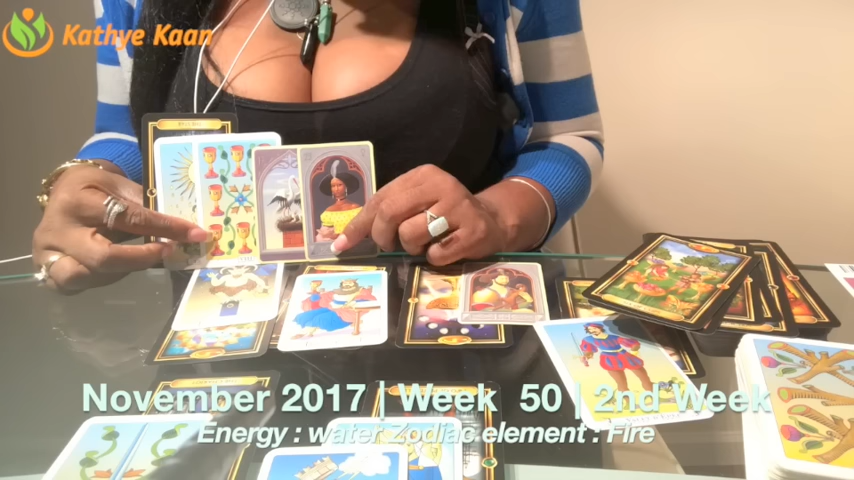 Kathye Kaan
November 2017 | Week 50 | 2nd Week
Energy : water Zodiac element : Fire